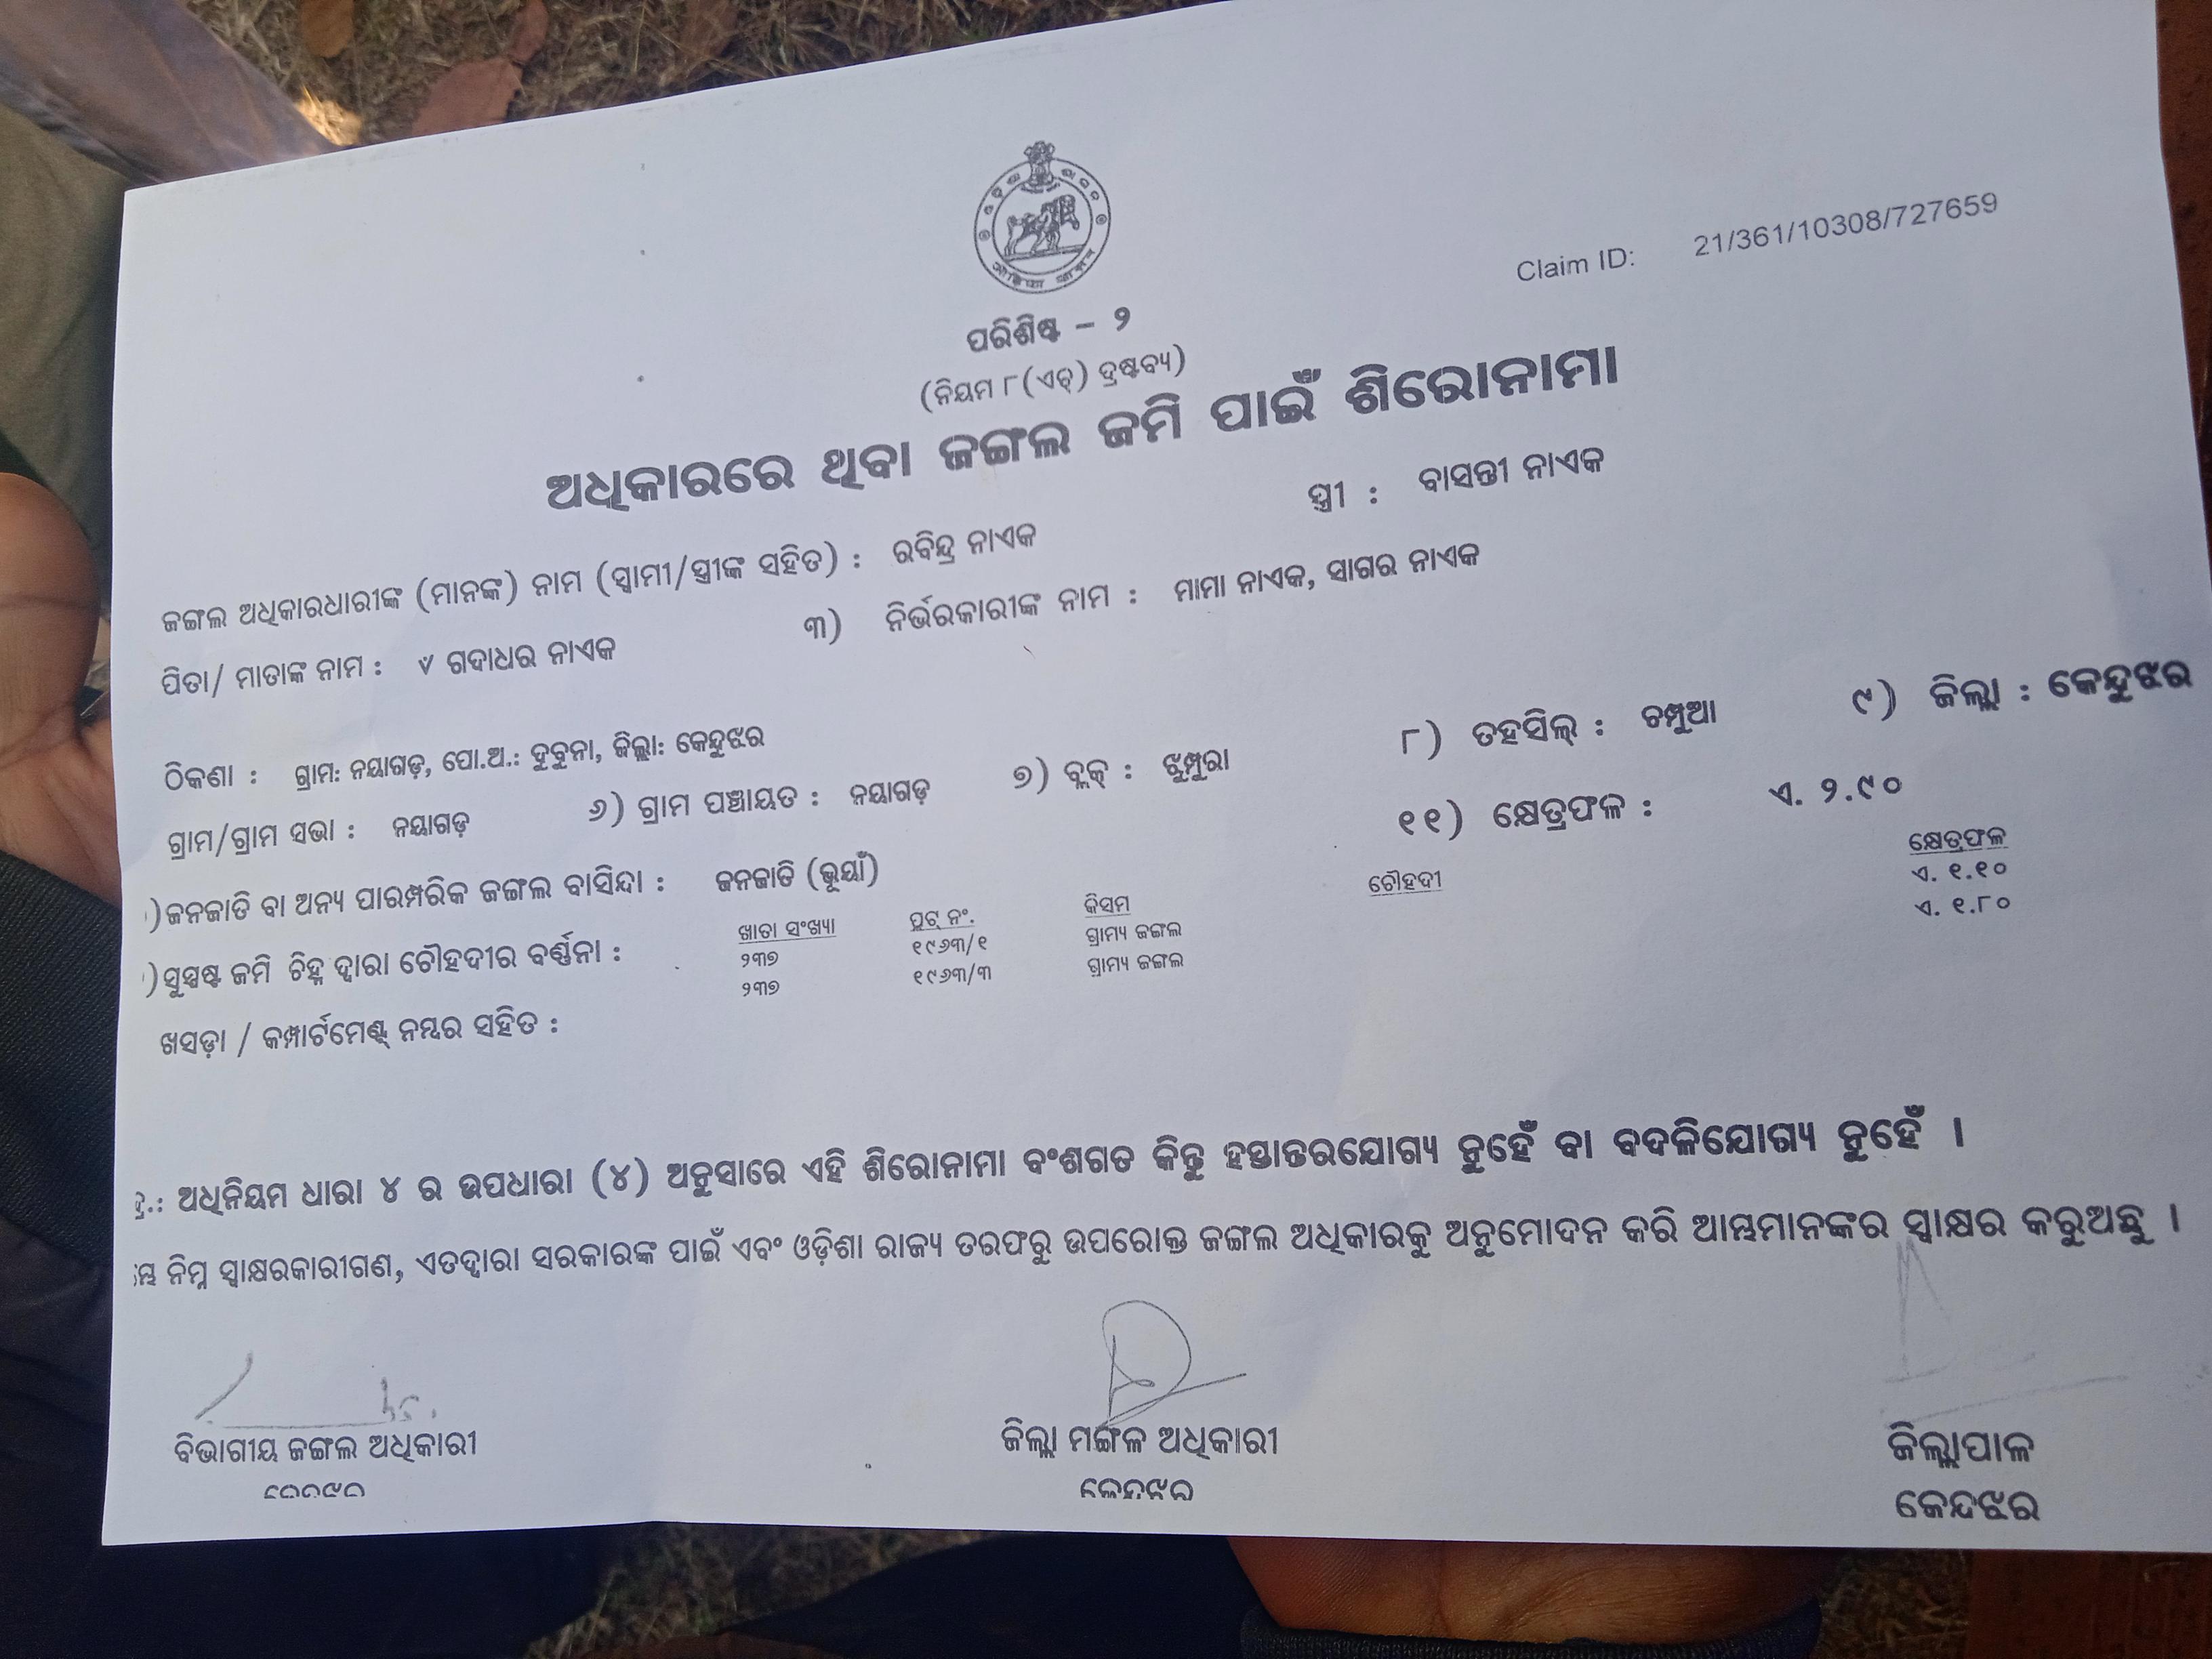 Claim ID: 21/361/10308/727659
ପରିଶିଷ୍ଟ – ୨
(ନିୟମ ୮(ଏଚ୍) ଦ୍ରଷ୍ଟବ୍ୟ)
ଅଧିକାରରେ ଥିବା ଜଙ୍ଗଲ ଜମି ପାଇଁ ଶିରୋନାମା
ଜଙ୍ଗଲ ଅଧିକାରଧାରୀଙ୍କ (ମାନଙ୍କ) ନାମ (ସ୍ୱାମୀ/ସ୍ତ୍ରୀଙ୍କ ସହିତ) : ରବିନ୍ଦ୍ର ନାଏକ ସ୍ତ୍ରୀ : ବାସନ୍ତୀ ନାଏକ
ପିତା/ ମାତାଙ୍କ ନାମ : ୰ ଗଦାଧର ନାଏକ ୩) ନିର୍ଭରକାରୀଙ୍କ ନାମ : ମାମା ନାଏକ, ସାଗର ନାଏକ
ଠିକଣା : ଗ୍ରାମ: ନୟାଗଡ଼, ପୋ.ଅ.: ହୁବୁନା, ଜିଲ୍ଲା: କେନ୍ଦୁଝର
ଗ୍ରାମ/ଗ୍ରାମ ସଭା : ନୟାଗଡ଼ ୬) ଗ୍ରାମ ପଞ୍ଚାୟତ : ନୟାଗଡ଼ ୭) ବ୍ଲକ୍ : ଝୁମ୍ପୁରା ୮) ତହସିଲ୍ : ଚମ୍ପୁଆ ୯) ଜିଲ୍ଲା : କେନ୍ଦୁଝର
)ଜନଜାତି ବା ଅନ୍ୟ ପାରମ୍ପରିକ ଜଙ୍ଗଲ ବାସିନ୍ଦା : ଜନଜାତି (ଭୂୟାଁ) ୧୧) କ୍ଷେତ୍ରଫଳ : ଏ. ୨.୯୦
)ସୁସ୍ପଷ୍ଟ ଜମି ଚିହ୍ନ ଦ୍ୱାରା ଚୌହଦୀର ବର୍ଣ୍ଣନା : ଖାତା ସଂଖ୍ୟା ପ୍ଲଟ୍ ନଂ. କିସମ ଚୌହଦୀ କ୍ଷେତ୍ରଫଳ
୨୩୭ ୧୯୬୩/୧ ଗ୍ରାମ୍ୟ ଜଙ୍ଗଲ ଏ. ୧.୧୦
୨୩୭ ୧୯୬୩/୩ ଗ୍ରାମ୍ୟ ଜଙ୍ଗଲ ଏ. ୧.୮୦
ଖସଡ଼ା / କମ୍ପାର୍ଟମେଣ୍ଟ ନମ୍ବର ସହିତ :
ଅଧିନିୟମ ଧାରା ୪ ର ଉପଧାରା (୪) ଅନୁସାରେ ଏହି ଶିରୋନାମା ବଂଶଗତ କିନ୍ତୁ ହସ୍ତାନ୍ତରଯୋଗ୍ୟ ନୁହେଁ ବା ବଦଳିଯୋଗ୍ୟ ନୁହେଁ ।
ନିମ୍ନ ସ୍ୱାକ୍ଷରକାରୀଗଣ, ଏତଦ୍ୱାରା ସରକାରଙ୍କ ପାଇଁ ଏବଂ ଓଡ଼ିଶା ରାଜ୍ୟ ତରଫରୁ ଉପରୋକ୍ତ ଜଙ୍ଗଲ ଅଧିକାରକୁ ଅନୁମୋଦନ କରି ଆମ୍ଭମାନଙ୍କର ସ୍ୱାକ୍ଷର କରୁଅଛୁ ।
ବିଭାଗୀୟ ଜଙ୍ଗଲ ଅଧିକାରୀ ଜିଲ୍ଲା ମଙ୍ଗଳ ଅଧିକାରୀ ଜିଲ୍ଲାପାଳ
କେନ୍ଦୁଝର କେନ୍ଦୁଝର